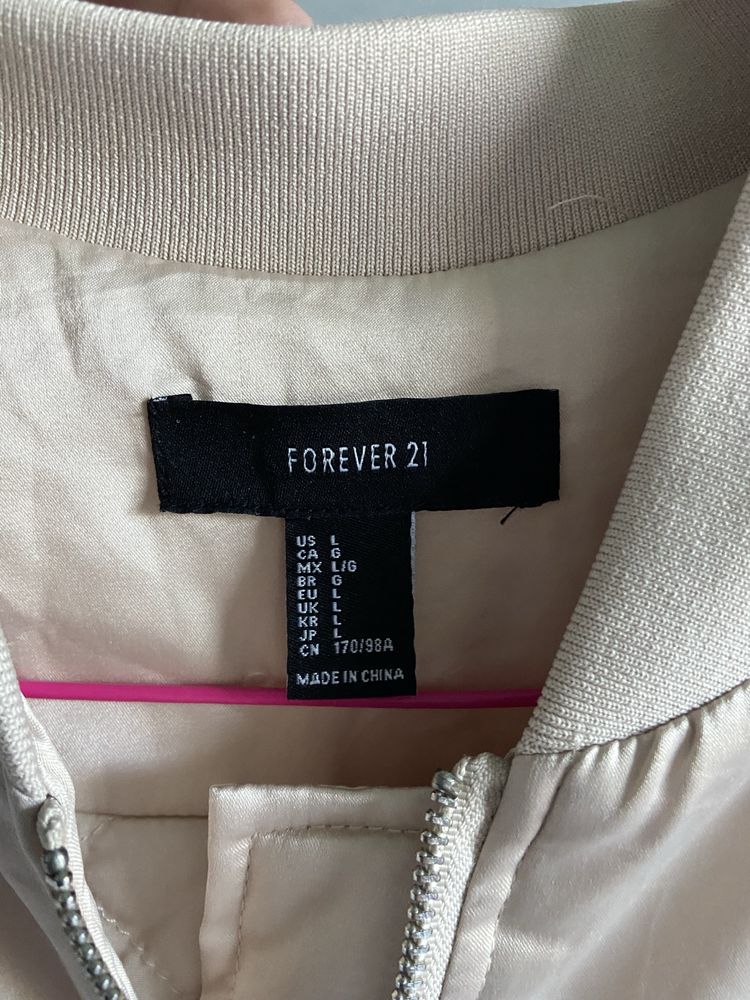 FOREVER 21
US L
CA G
MX L/G
BR G
EU L
UK L
KR L
JP L
CN 170/98A
MADE IN CHINA